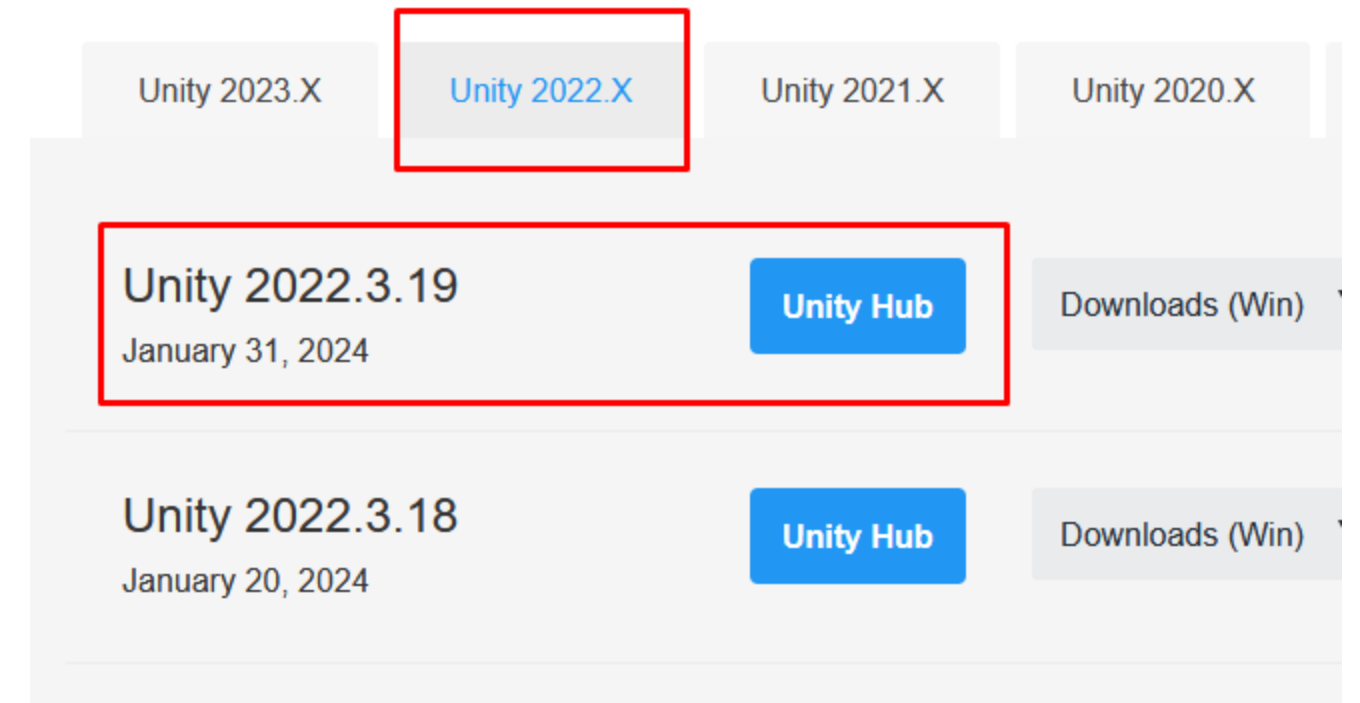 Unity 2023.X Unity 2022.X Unity 2021.X Unity 2020.X
Unity 2022.3.19 Unity Hub Downloads (Win)
January 31, 2024
Unity 2022.3.18 Unity Hub Downloads (Win)
January 20, 2024